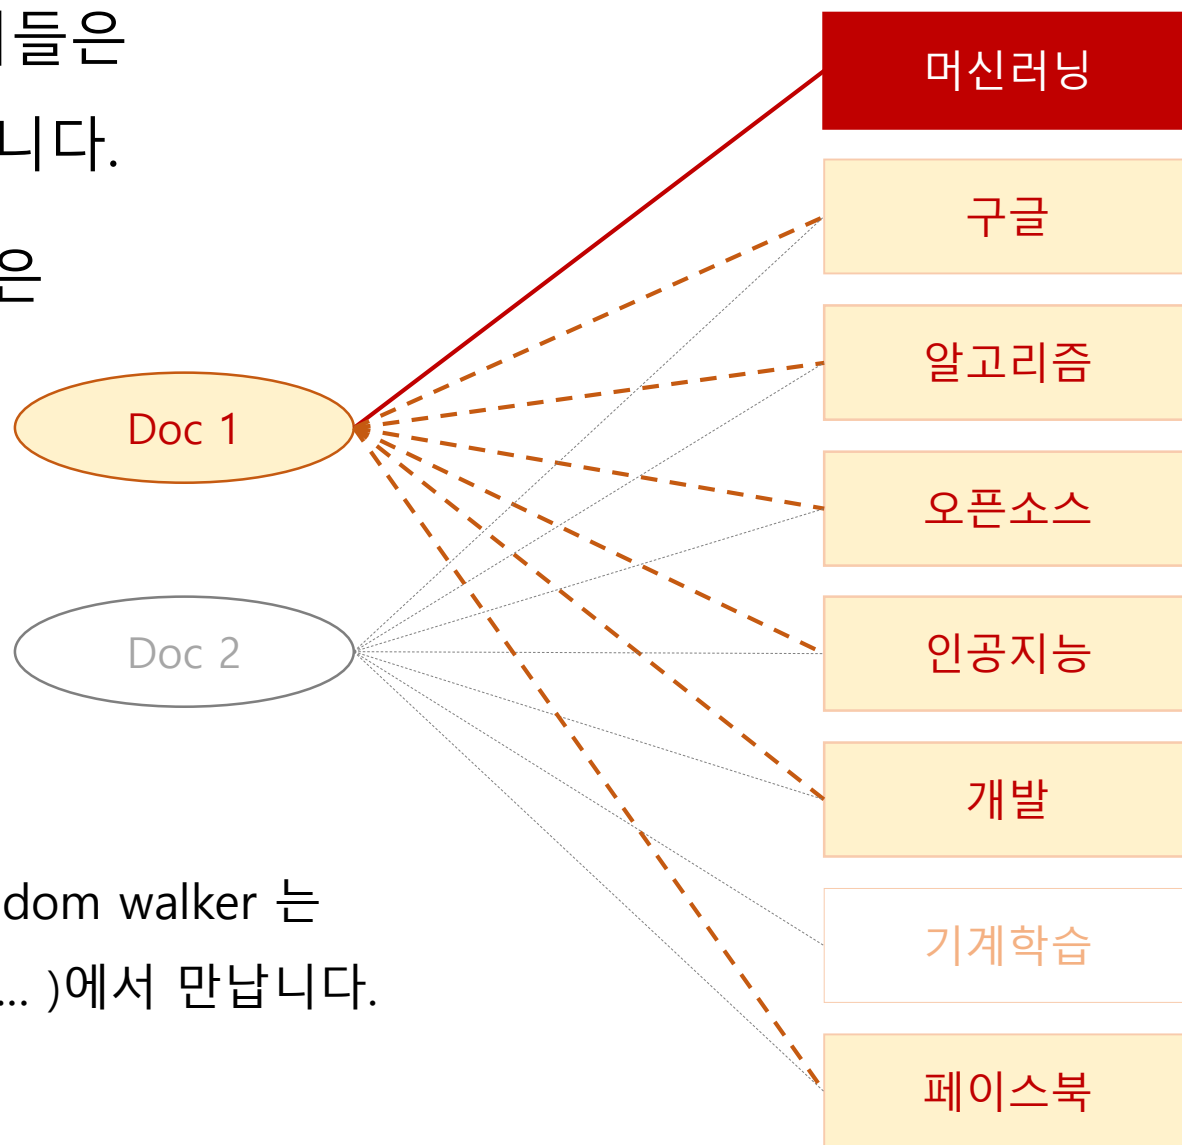 들은
니다.
은
머신러닝
구글
알고리즘
오픈소스
인공지능
개발
기계학습
페이스북
Doc 1
Doc 2
dom walker 는
... )에서 만납니다.